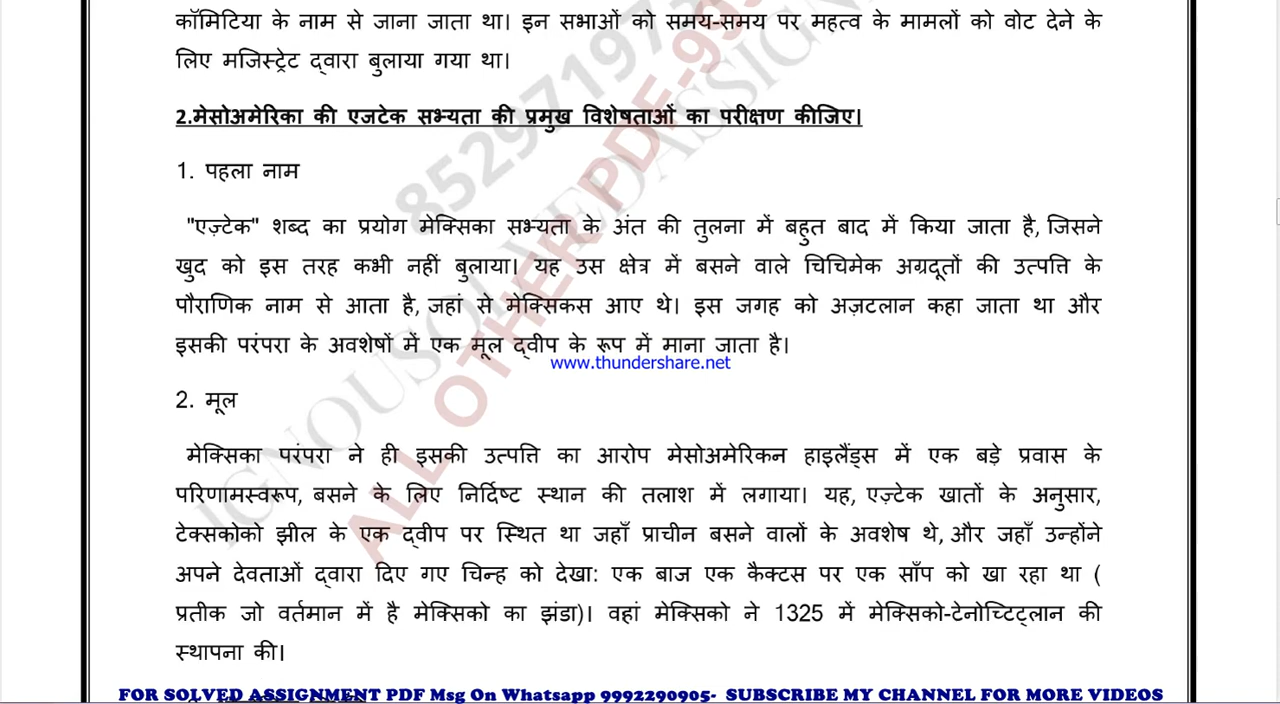 कॉमिटिया के नाम से जाना जाता था। इन सभाओं को समय-समय पर महत्व के मामलों को वोट देने के
लिए मजिस्ट्रेट द्वारा बुलाया गया था।
2.मेसोअमेरिका की एजटेक सभ्यता की प्रमुख विशेषताओं का परीक्षण कीजिए।
1. पहला नाम
"एज़्टेक" शब्द का प्रयोग मेक्सिका सभ्यता के अंत की तुलना में बहुत बाद में किया जाता है, जिसने
खुद को इस तरह कभी नहीं बुलाया। यह उस क्षेत्र में बसने वाले चिचिमेक अग्रदूतों की उत्पत्ति के
पौराणिक नाम से आता है, जहां से मेक्सिकस आए थे। इस जगह को अज़टलान कहा जाता था और
इसकी परंपरा के अवशेषों में एक मूल द्वीप के रूप में माना जाता है।
www.thundershare.net
2. मूल
मेक्सिका परंपरा ने ही इसकी उत्पत्ति का आरोप मेसोअमेरिकन हाइलैंड्स में एक बड़े प्रवास के
परिणामस्वरूप, बसने के लिए निर्दिष्ट स्थान की तलाश में लगाया। यह, एज़्टेक खातों के अनुसार,
टेक्सकोको झील के एक द्वीप पर स्थित था जहाँ प्राचीन बसने वालों के अवशेष थे, और जहाँ उन्होंने
अपने देवताओं द्वारा दिए गए चिन्ह को देखा: एक बाज एक कैक्टस पर एक साँप को खा रहा था (
प्रतीक जो वर्तमान में है मेक्सिको का झंडा)। वहां मेक्सिको ने 1325 में मेक्सिको-टेनोच्टिट्लान की
स्थापना की।
FOR SOLVED ASSIGNMENT PDF Msg On Whatsapp 9992290905- SUBSCRIBE MY CHANNEL FOR MORE VIDEOS